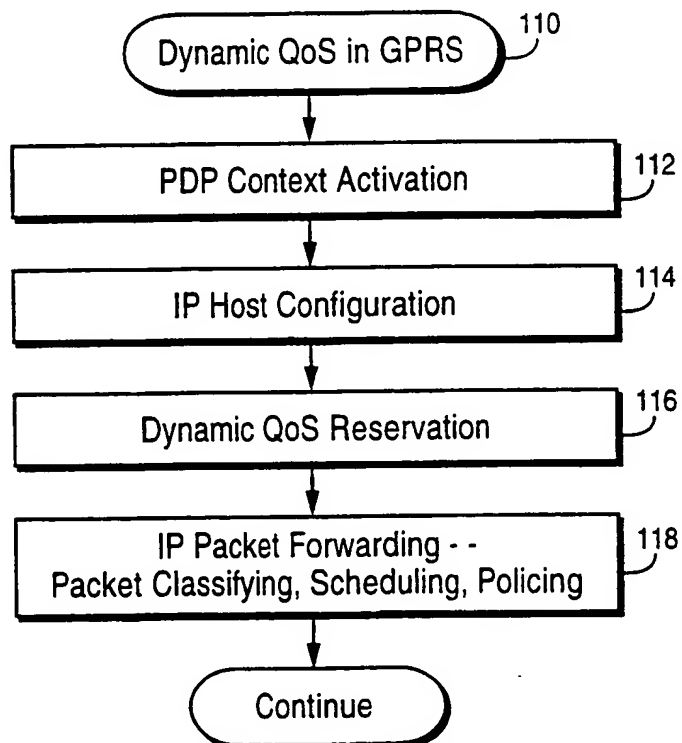 Dynamic QoS in GPRS
110
PDP Context Activation
112
IP Host Configuration
114
Dynamic QoS Reservation
116
IP Packet Forwarding - -
Packet Classifying, Scheduling, Policing
118
Continue